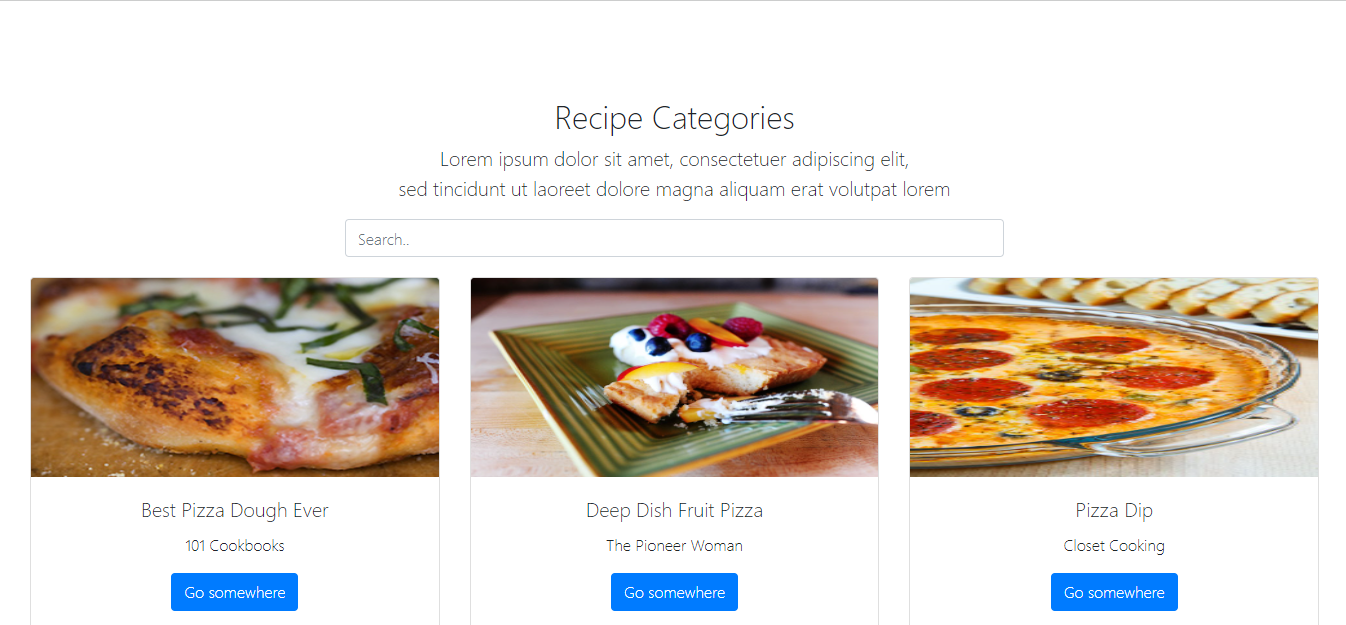 Recipe Categories
Lorem ipsum dolor sit amet, consectetuer adipiscing elit,
sed tincidunt ut laoreet dolore magna aliquam erat volutpat lorem
Search..
Best Pizza Dough Ever
101 Cookbooks
Go somewhere
Deep Dish Fruit Pizza
The Pioneer Woman
Go somewhere
Pizza Dip
Closet Cooking
Go somewhere